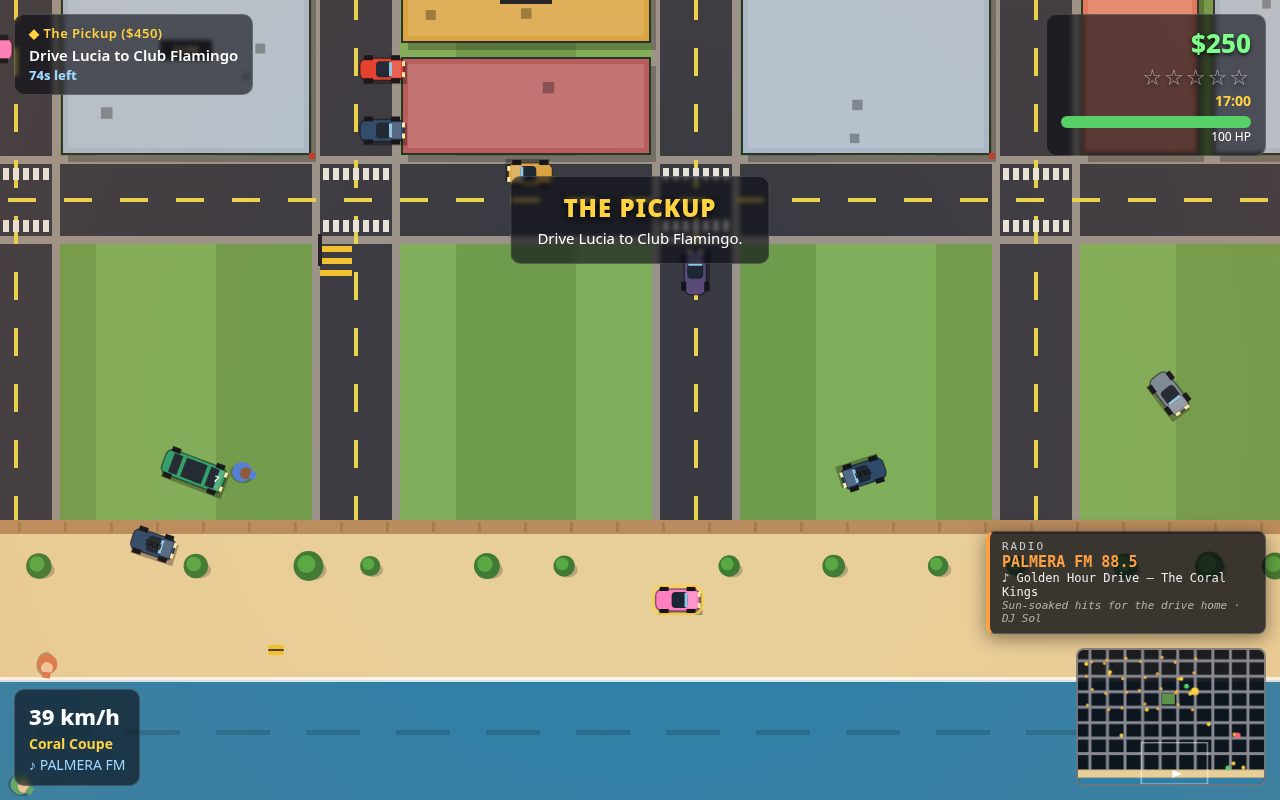 ◆ The Pickup ($450)
Drive Lucia to Club Flamingo
74s left
$250
☆☆☆☆☆
17:00
100 HP
THE PICKUP
Drive Lucia to Club Flamingo.
RADIO
PALMERA FM 88.5
♪ Golden Hour Drive — The Coral
Kings
Sun-soaked hits for the drive home ·
DJ Sol
39 km/h
Coral Coupe
♪ PALMERA FM